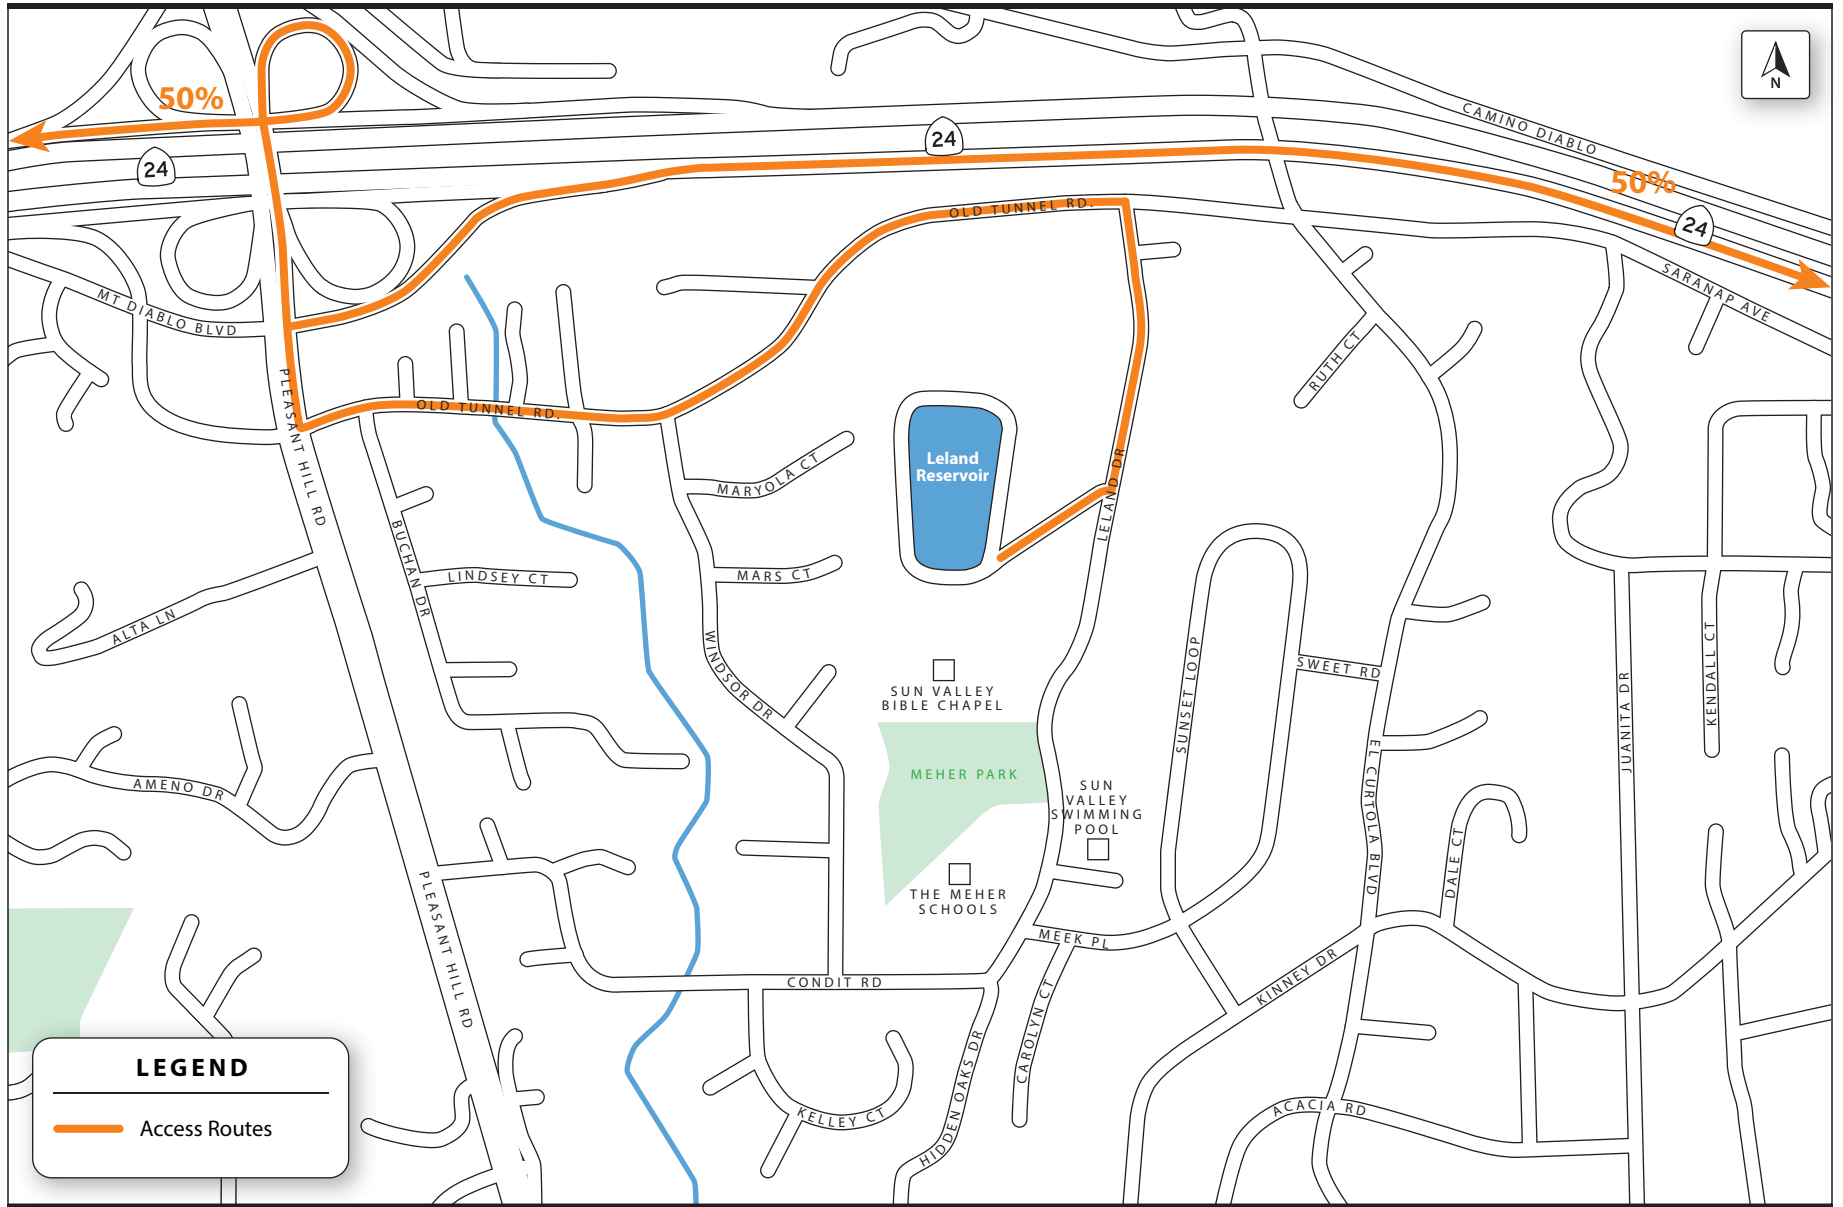 50%
24
24
CAMINO DIABLO
N
50%
24
SARANAP AVE
OLD TUNNEL RD.
MT DIABLO BLVD
RUTH CT
PLEASANT HILL RD
OLD TUNNEL RD.
Leland
Reservoir
LELAND DR
MARYOLA CT
BUCHAN DR
LINDSEY CT
MARS CT
ALTA LN
WINDSOR DR
SUN VALLEY
BIBLE CHAPEL
SUNSET LOOP
SWEET RD
JUANITA DR
KENDALL CT
MEHER PARK
AMENO DR
SUN
VALLEY
SWIMMING
POOL
EL CURTOLA BLVD
DALE CT
THE MEHER
SCHOOLS
PLEASANT HILL RD
MEEK PL
CONDIT RD
KINNEY DR
CAROLYN CT
HIDDEN OAKS DR
KELLEY CT
ACACIA RD
LEGEND
Access Routes